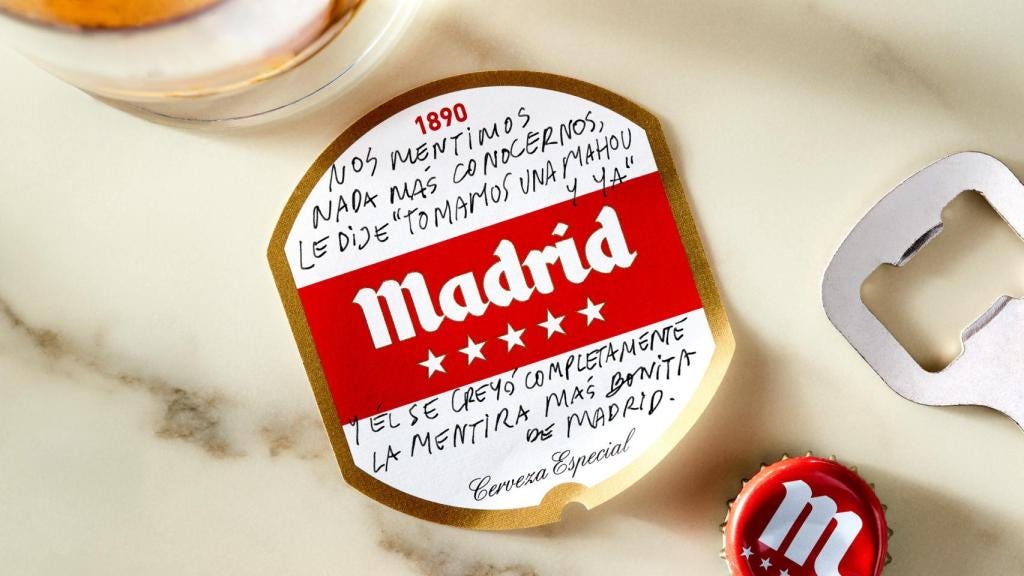 1890
NOS MENTIMOS
NADA MÁS CONOCERNOS,
LE DIJE "TOMAMOS UNA MAHOU
Y YA"
Madrid
Y ÉL SE CREYÓ COMPLETAMENTE
LA MENTIRA MÁS BONITA
DE MADRID.
Cerveza Especial
m